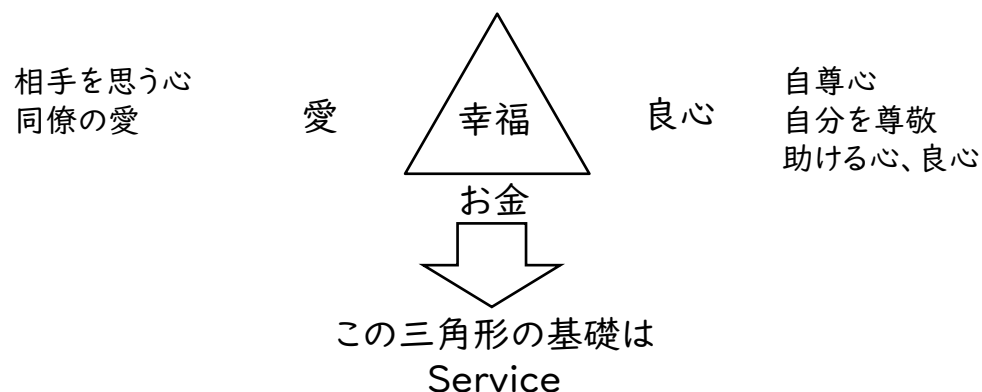 相手を思う心
同僚の愛
愛
幸福
良心
自尊心
自分を尊敬
助ける心、良心
お金
この三角形の基礎は
Service